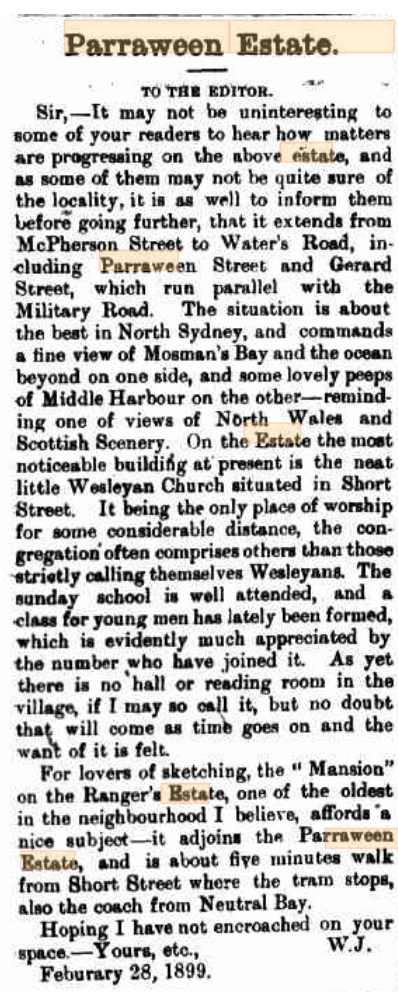 Parraween Estate.
TO THE EDITOR.
Sir,—It may not be uninteresting to
some of your readers to hear how matters
are progressing on the above estate, and
as some of them may not be quite sure of
the locality, it is as well to inform them
before going further, that it extends from
McPherson Street to Water's Road, in-
cluding Parraween Street and Gerard
Street, which run parallel with the
Military Road. The situation is about
the best in North Sydney, and commands
a fine view of Mosman's Bay and the ocean
beyond on one side, and some lovely peeps
of Middle Harbour on the other—remind-
ing one of views of North Wales and
Scottish Scenery. On the Estate the most
noticeable building at present is the neat
little Wesleyan Church situated in Short
Street. It being the only place of worship
for some considerable distance, the con-
gregation often comprises others than those
strietly calling themselves Wesleyans. The
sunday school is well attended, and a
class for young men has lately been formed,
which is evidently much appreciated by
the number who have joined it. As yet
there is no hall or reading room in the
village, if I may so call it, but no doubt
that will come as time goes on and the
want of it is felt.
For lovers of sketching, the "Mansion"
on the Ranger's Estate, one of the oldest
in the neighbourhood I believe, affords a
nice subject—it adjoins the Parraween
Estate, and is about five minutes walk
from Short Street where the tram stops,
also the coach from Neutral Bay.
Hoping I have not encroached on your
space.—Yours, etc., W.J.
Feburary 28, 1899.